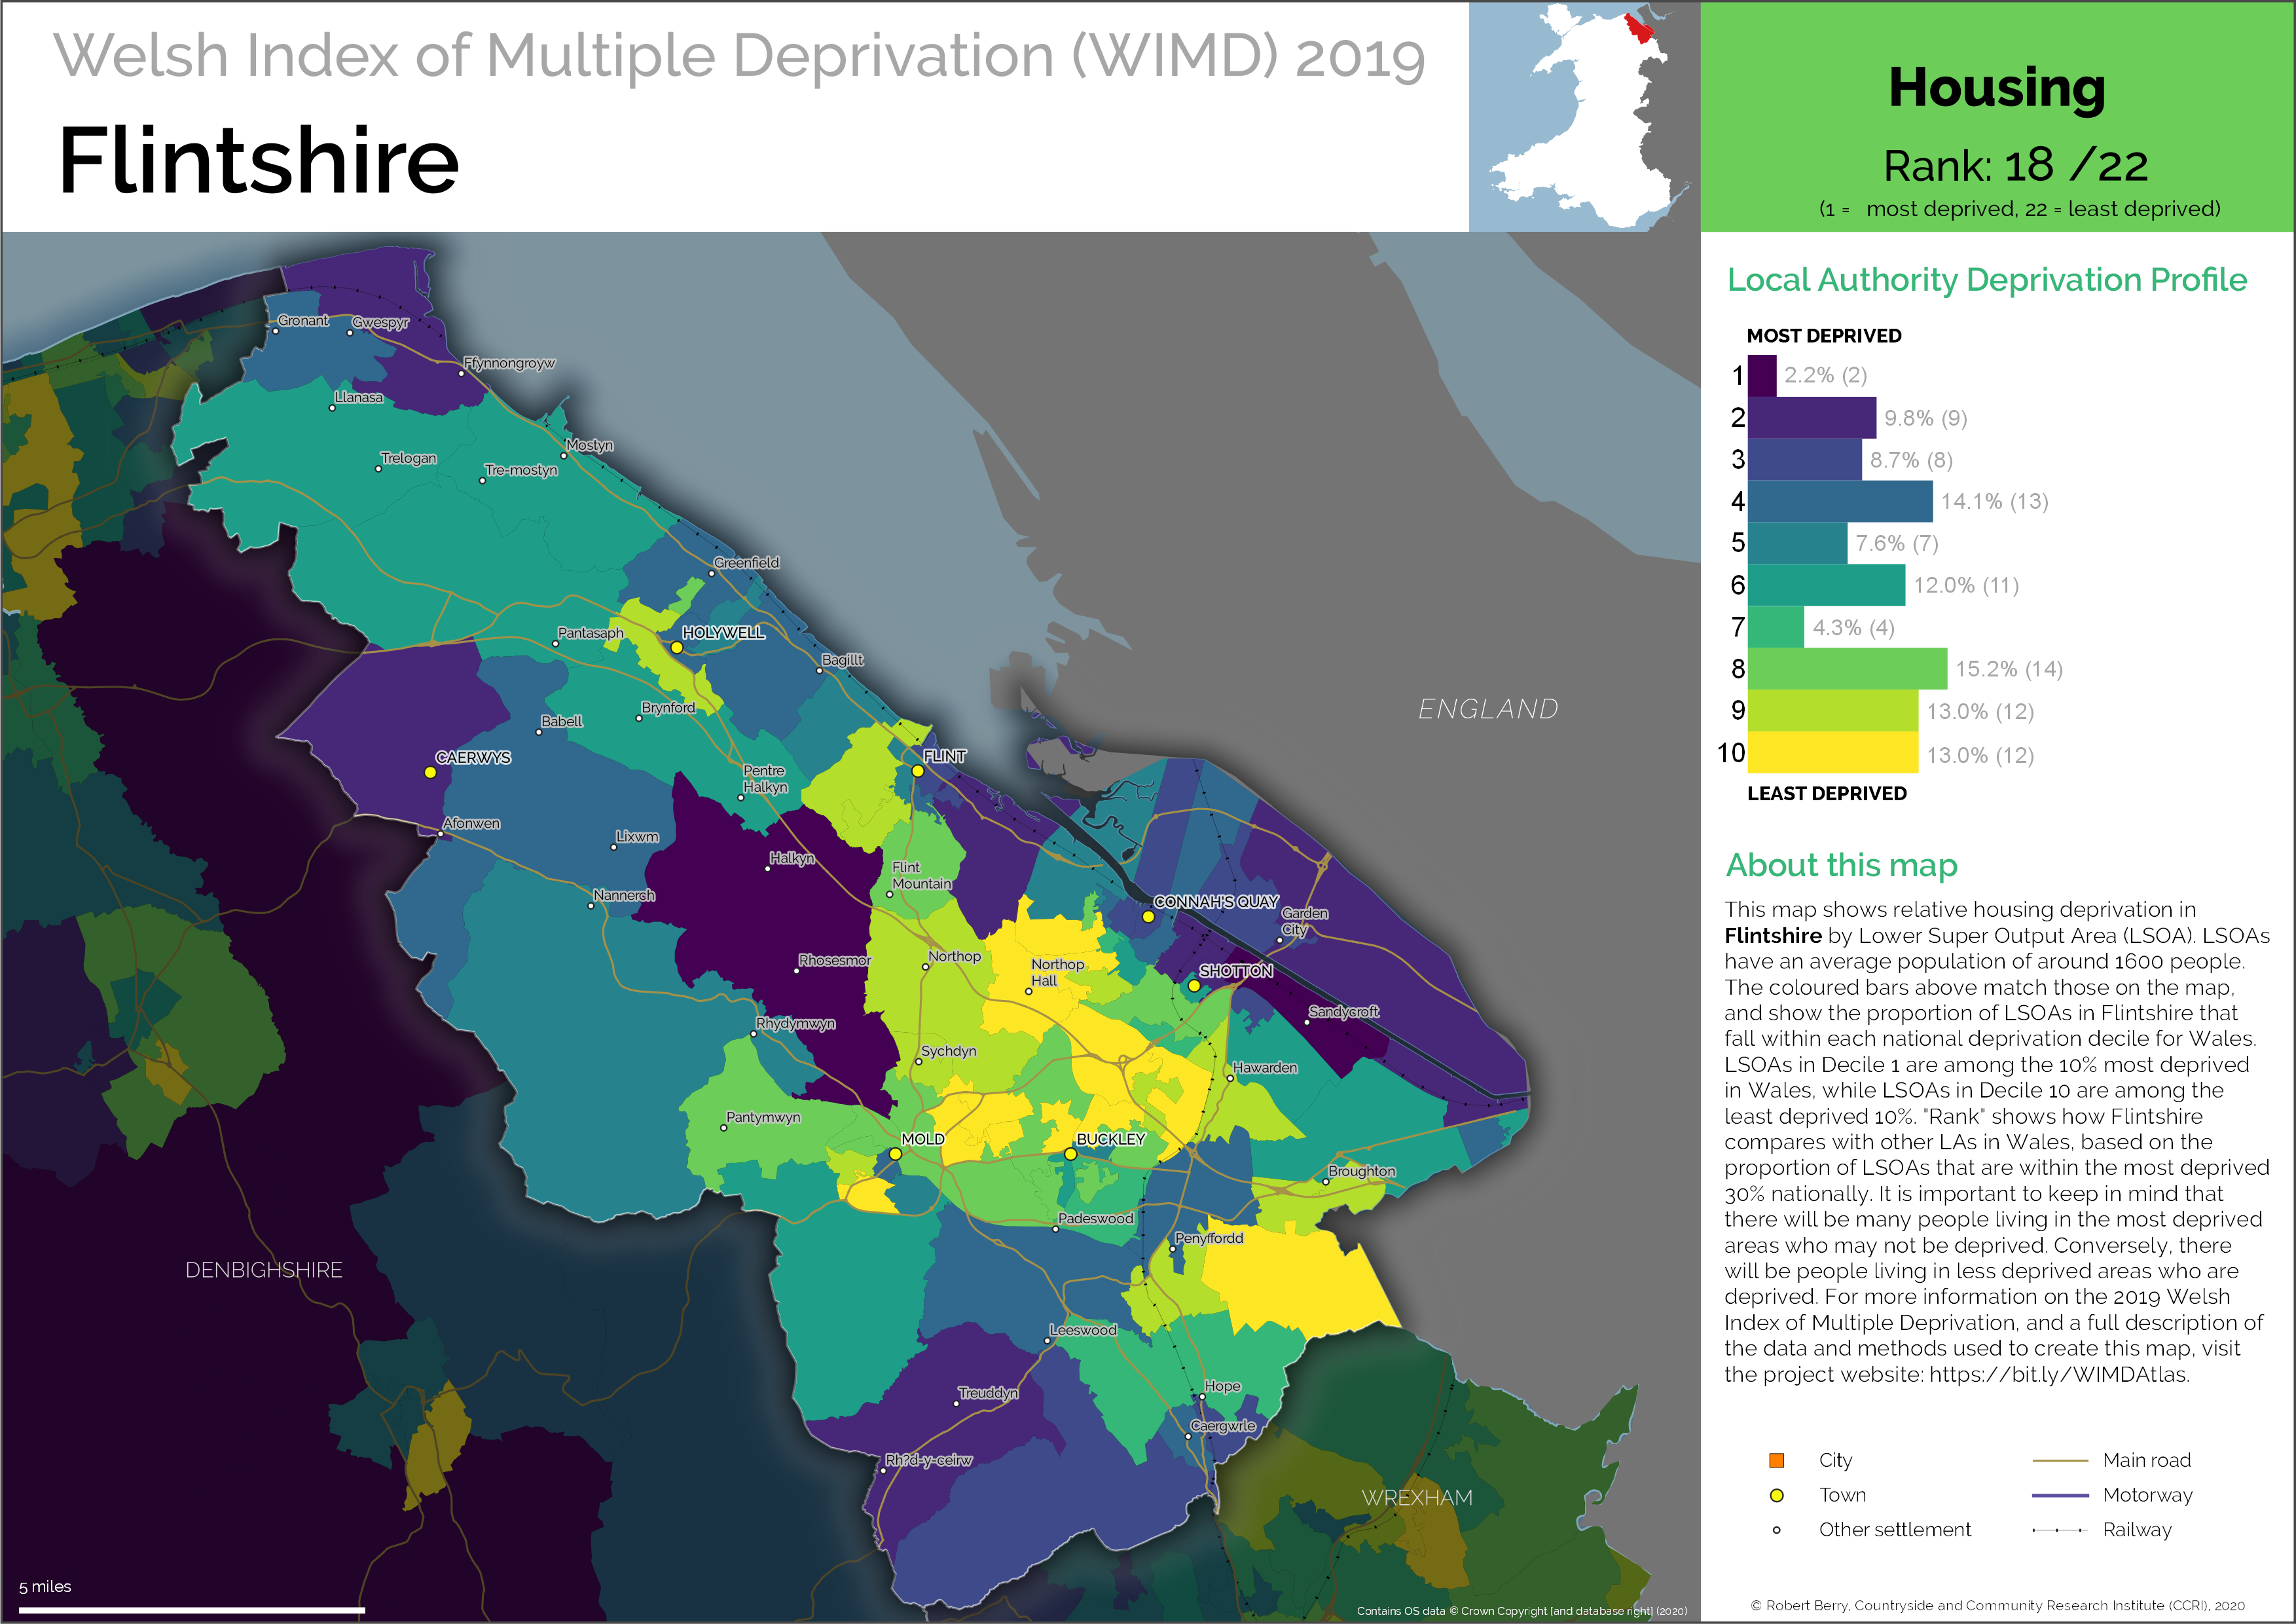 Welsh Index of Multiple Deprivation (WIMD) 2019
Flintshire
Housing
Rank: 18 /22
(1 = most deprived, 22 = least deprived)
Local Authority Deprivation Profile
MOST DEPRIVED
1 2.2% (2)
2 9.8% (9)
3 8.7% (8)
4 14.1% (13)
5 7.6% (7)
6 12.0% (11)
7 4.3% (4)
8 15.2% (14)
9 13.0% (12)
10 13.0% (12)
LEAST DEPRIVED
About this map
This map shows relative housing deprivation in
Flintshire by Lower Super Output Area (LSOA). LSOAs
have an average population of around 1600 people.
The coloured bars above match those on the map,
and show the proportion of LSOAs in Flintshire that
fall within each national deprivation decile for Wales.
LSOAs in Decile 1 are among the 10% most deprived
in Wales, while LSOAs in Decile 10 are among the
least deprived 10%. "Rank" shows how Flintshire
compares with other LAs in Wales, based on the
proportion of LSOAs that are within the most deprived
30% nationally. It is important to keep in mind that
there will be many people living in the most deprived
areas who may not be deprived. Conversely, there
will be people living in less deprived areas who are
deprived. For more information on the 2019 Welsh
Index of Multiple Deprivation, and a full description of
the data and methods used to create this map, visit
the project website: https://bit.ly/WIMDAtlas.
City
Town
Other settlement
Main road
Motorway
Railway
© Robert Berry, Countryside and Community Research Institute (CCRI), 2020
Gronant
Gwespyr
Ffynnongroyw
Llanasa
Mostyn
Trelogan
Tre-mostyn
Greenfield
Pantasaph
HOLYWELL
Bagillt
Brynford
Babell
ENGLAND
CAERWYS
FLINT
Pentre
Halkyn
Afonwen
Lixwm
Halkyn
Flint
Mountain
Nannerch
CONNAH'S QUAY
Garden
City
Rhosesmor
Northop
Northop
Hall
SHOTTON
Sandycroft
Rhydymwyn
Sychdyn
Hawarden
Pantymwyn
MOLD
BUCKLEY
Broughton
Padeswood
Penyffordd
DENBIGHSHIRE
Leeswood
Treuddyn
Hope
Caergwrle
Rh?d-y-ceirw
WREXHAM
5 miles
Contains OS data © Crown Copyright [and database right] (2020)